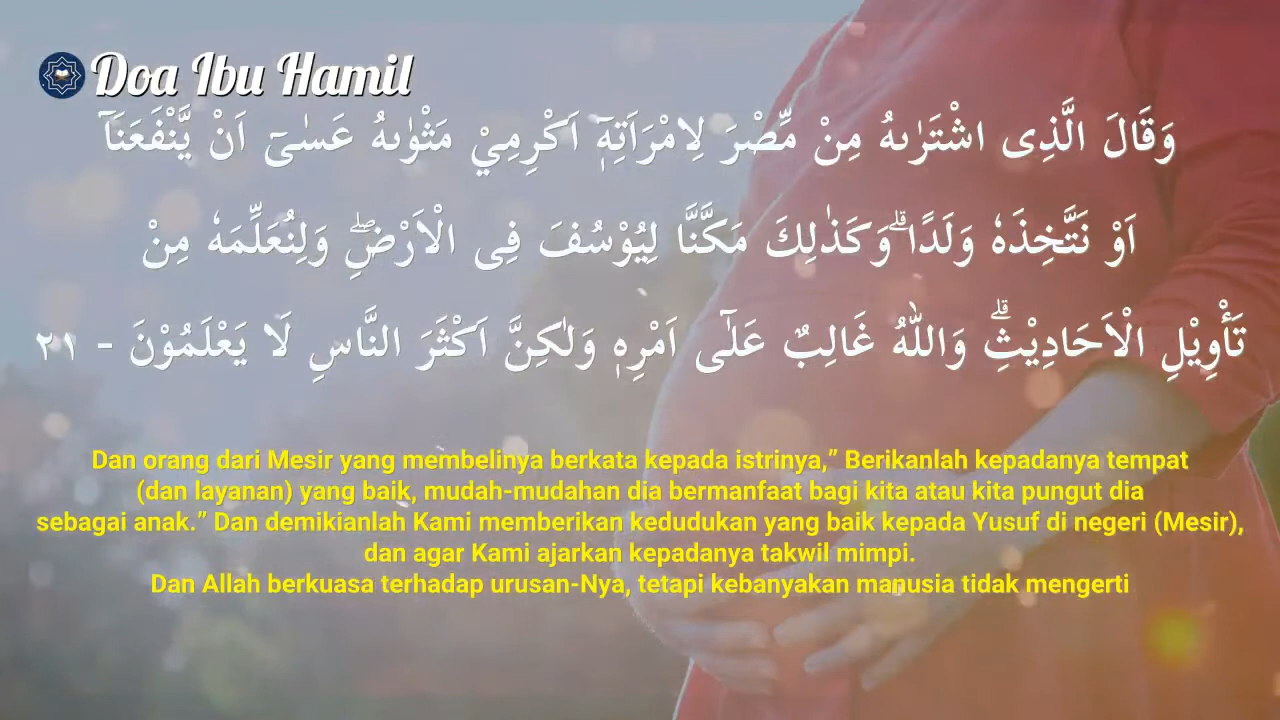 Doa Ibu Hamil
وَقَالَ الَّذِى اشْتَرٰىهُ مِنْ مِّصْرَ لِامْرَاَتِهٖٓ اَكْرِمِيْ مَثْوٰىهُ عَسٰىٓ اَنْ يَّنْفَعَنَآ
اَوْ نَتَّخِذَهٗ وَلَدًا ۗوَكَذٰلِكَ مَكَّنَّا لِيُوْسُفَ فِى الْاَرْضِۖ وَلِنُعَلِّمَهٗ مِنْ
تَأْوِيْلِ الْاَحَادِيْثِۗ وَاللّٰهُ غَالِبٌ عَلٰٓى اَمْرِهٖ وَلٰكِنَّ اَكْثَرَ النَّاسِ لَا يَعْلَمُوْنَ - ٢١
Dan orang dari Mesir yang membelinya berkata kepada istrinya,” Berikanlah kepadanya tempat
(dan layanan) yang baik, mudah-mudahan dia bermanfaat bagi kita atau kita pungut dia
sebagai anak.” Dan demikianlah Kami memberikan kedudukan yang baik kepada Yusuf di negeri (Mesir),
dan agar Kami ajarkan kepadanya takwil mimpi.
Dan Allah berkuasa terhadap urusan-Nya, tetapi kebanyakan manusia tidak mengerti